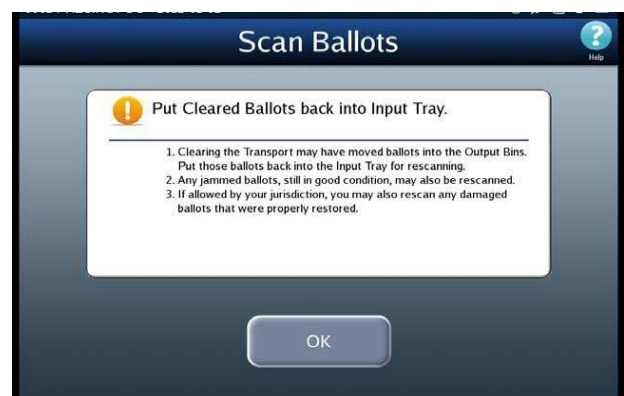 Scan Ballots
Help
Put Cleared Ballots back into Input Tray.
1. Clearing the Transport may have moved ballots into the Output Bins.
Put those ballots back into the Input Tray for rescanning.
2. Any jammed ballots, still in good condition, may also be rescanned.
3. If allowed by your jurisdiction, you may also rescan any damaged
ballots that were properly restored.
OK